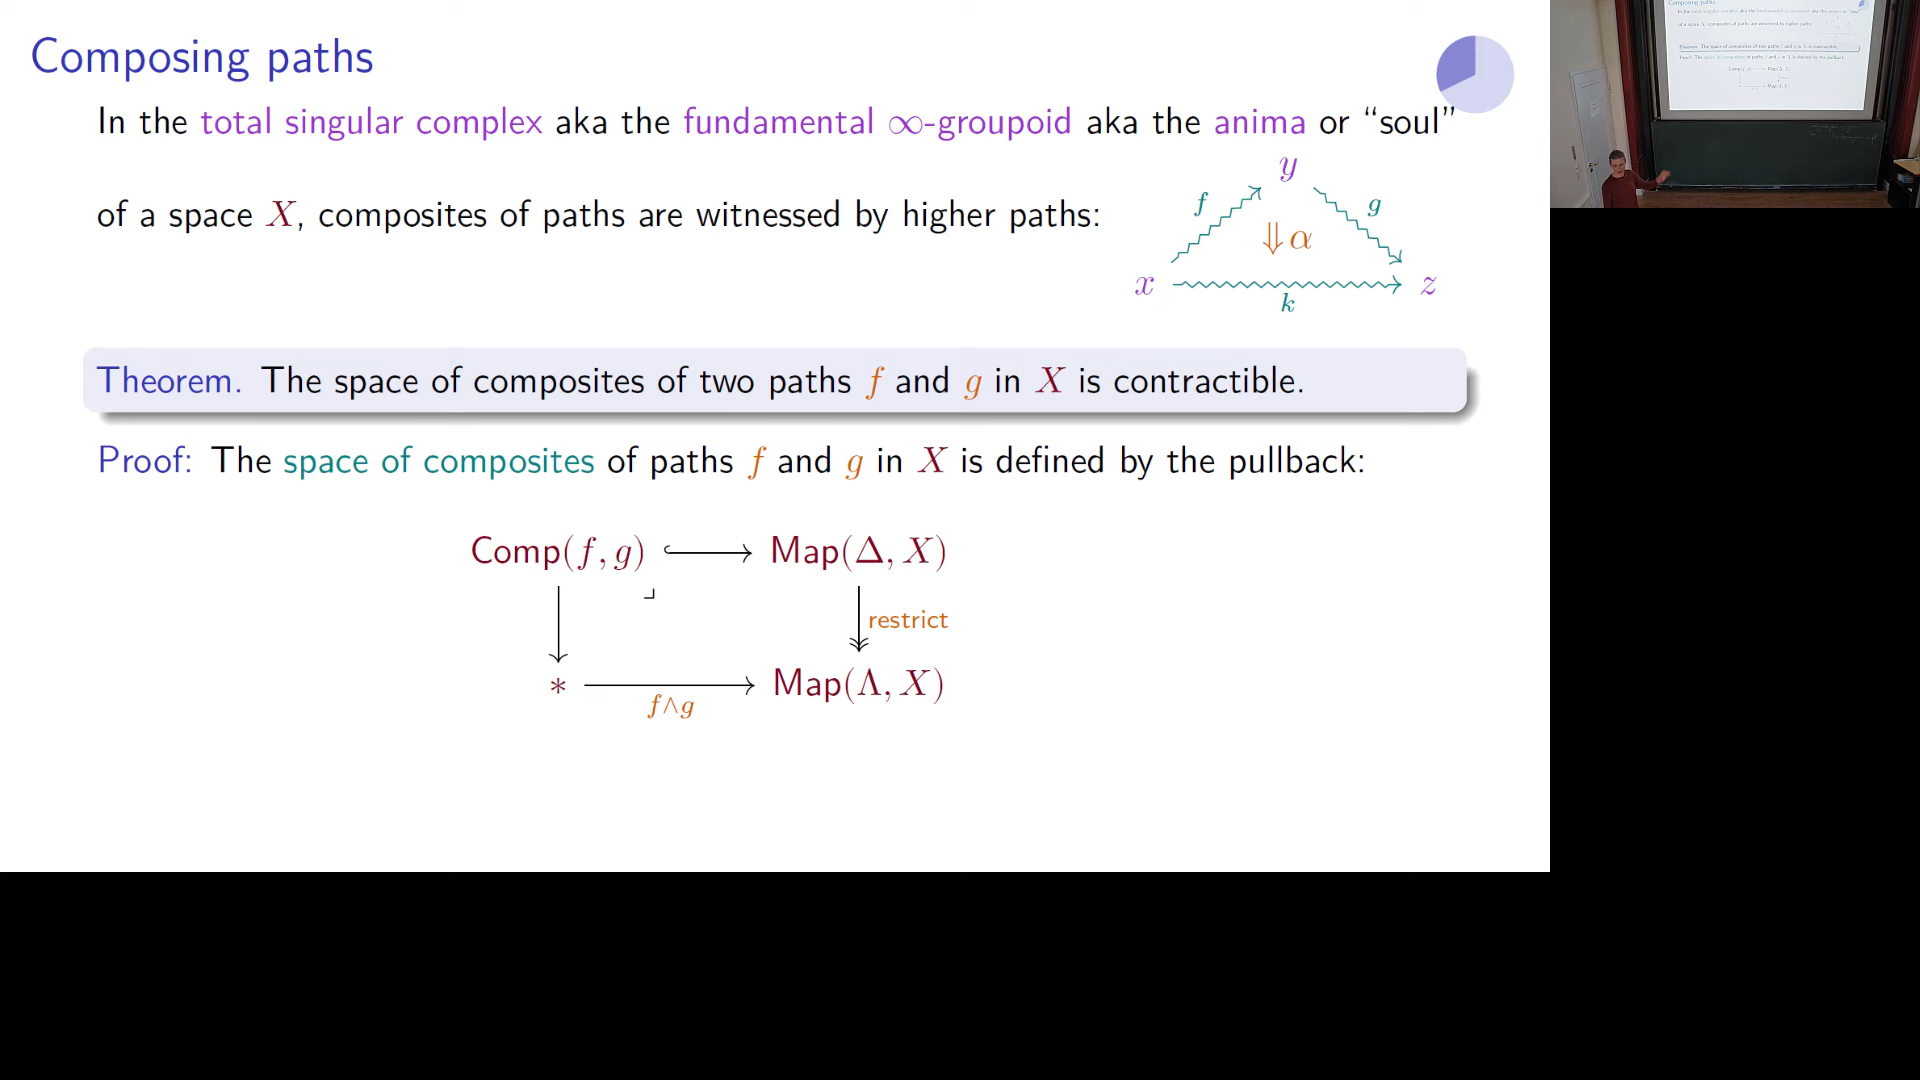 Composing paths
In the total singular complex aka the fundamental ∞-groupoid aka the anima or “soul”
of a space X, composites of paths are witnessed by higher paths:
y
f
g
⇓α
x
z
k
Theorem. The space of composites of two paths f and g in X is contractible.
Proof: The space of composites of paths f and g in X is defined by the pullback:
Comp(f, g) Map(Δ, X)
restrict
* Map(Λ, X)
f∧g